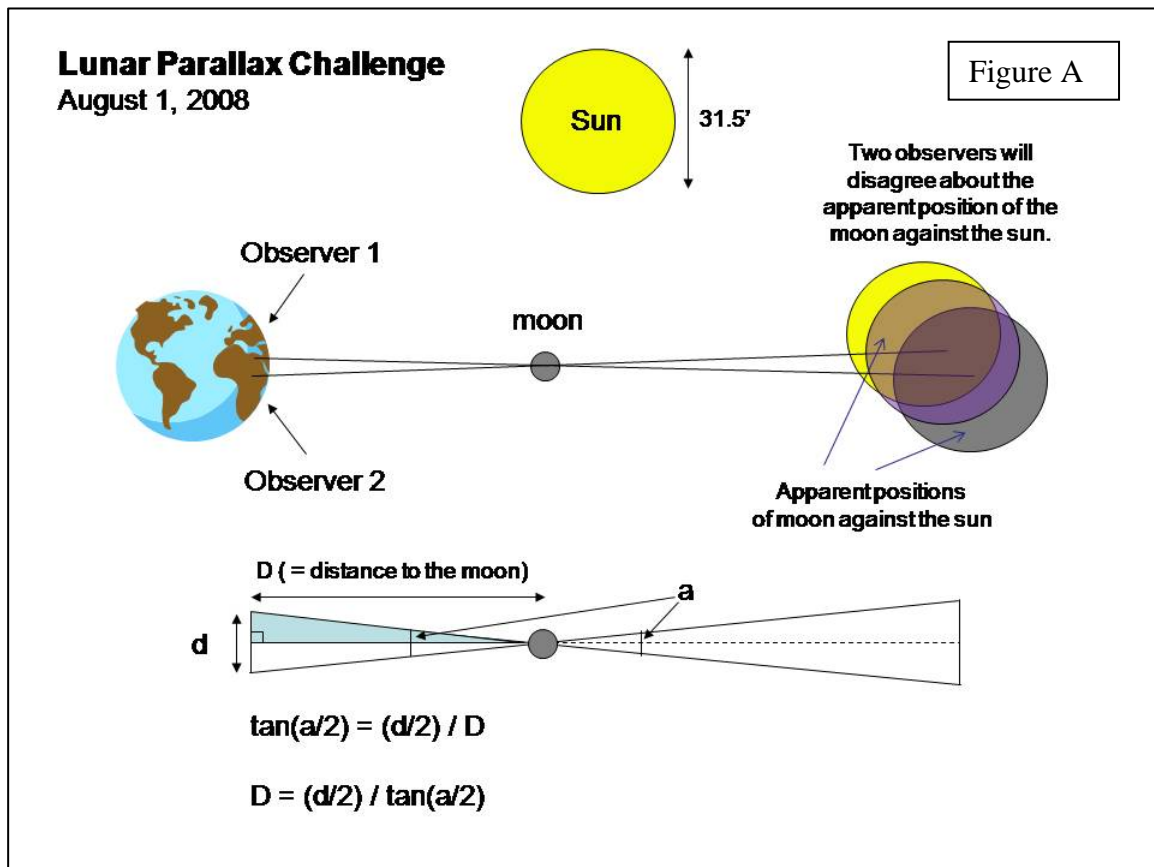 Lunar Parallax Challenge
August 1, 2008
Figure A
Sun
31.5'
Two observers will
disagree about the
apparent position of the
moon against the sun.
Observer 1
moon
Observer 2
Apparent positions
of moon against the sun
D ( = distance to the moon)
a
d
tan(a/2) = (d/2) / D
D = (d/2) / tan(a/2)